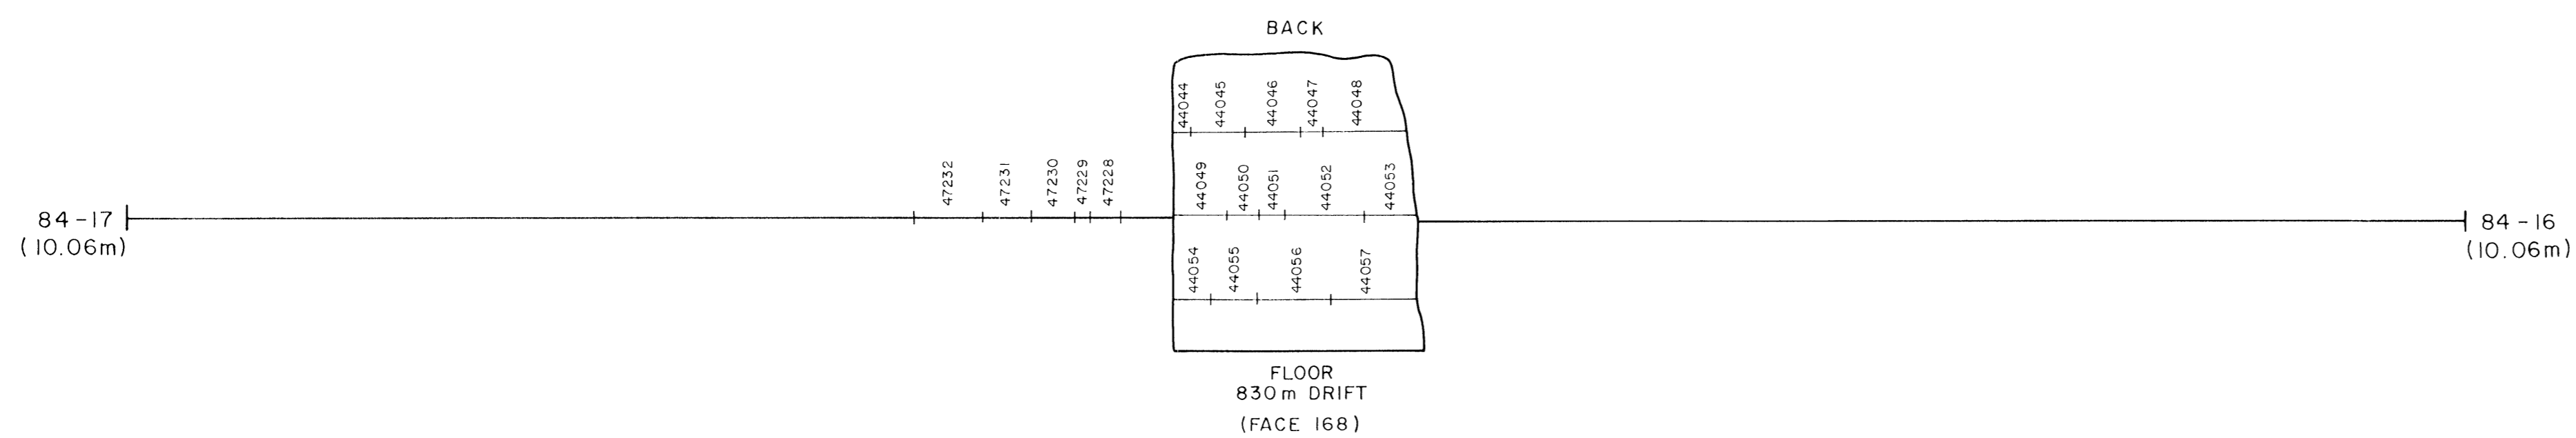 BACK
44044 44045 44046 44047 44048
47232 47231 47230 47229 47228
44049 44050 44051 44052 44053
84-17
(10.06m)
84-16
(10.06m)
44054 44055 44056 44057
FLOOR
830m DRIFT
(FACE 168)